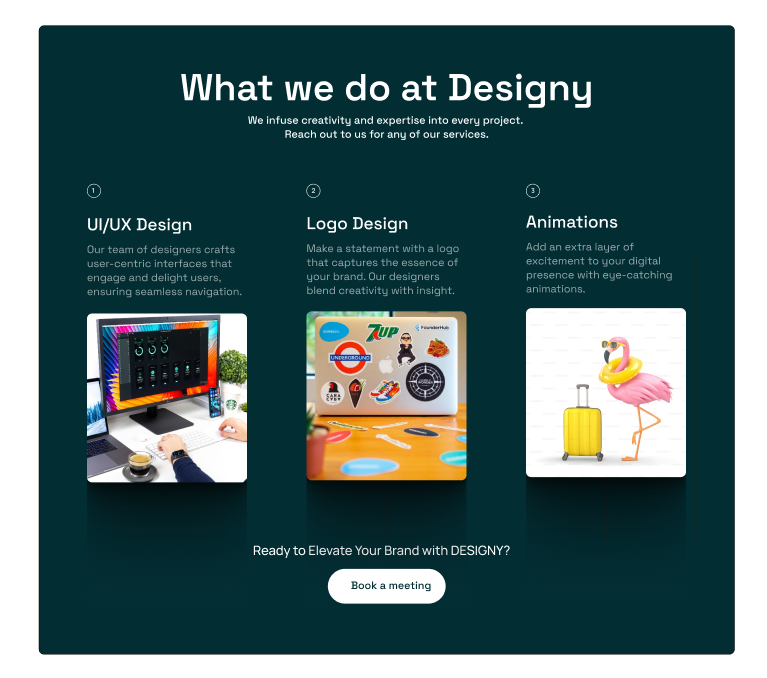 What we do at Designy
We infuse creativity and expertise into every project.
Reach out to us for any of our services.
1
UI/UX Design
Our team of designers crafts
user-centric interfaces that
engage and delight users,
ensuring seamless navigation.
2
Logo Design
Make a statement with a logo
that captures the essence of
your brand. Our designers
blend creativity with insight.
7UP
FounderHub
UNDERGROUND
3
Animations
Add an extra layer of
excitement to your digital
presence with eye-catching
animations.
Ready to Elevate Your Brand with DESIGNY?
Book a meeting